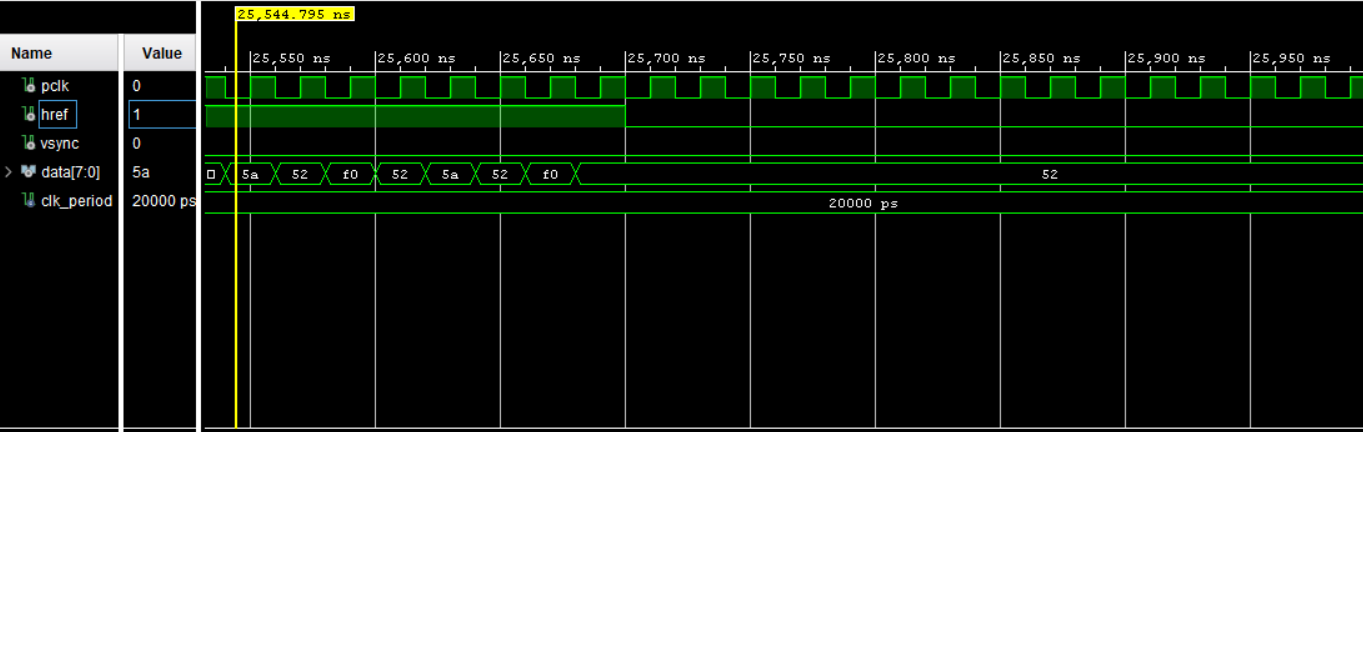 25,544.795 ns
Name Value
25,550 ns 25,600 ns 25,650 ns 25,700 ns 25,750 ns 25,800 ns 25,850 ns 25,900 ns 25,950 ns
pclk 0
href 1
vsync 0
data[7:0] 5a 5a 52 f0 52 5a 52 f0 52
clk_period 20000 ps 20000 ps